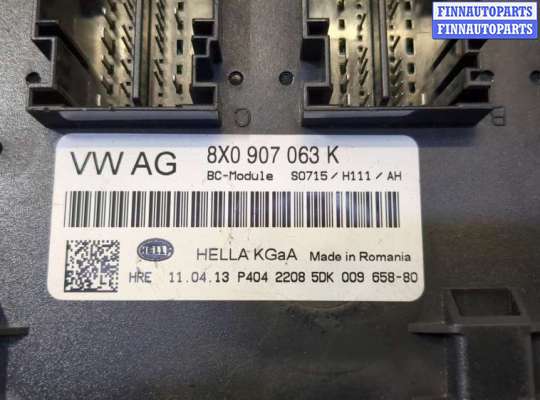 FINNAUTOPARTS
FINNAUTOPARTS
VW AG
8X0 907 063 K
BC-Module S0715/H111/AH
HELLA
HELLA KGaA Made in Romania
HRE 11.04.13 P404 2208 5DK 009 658-80